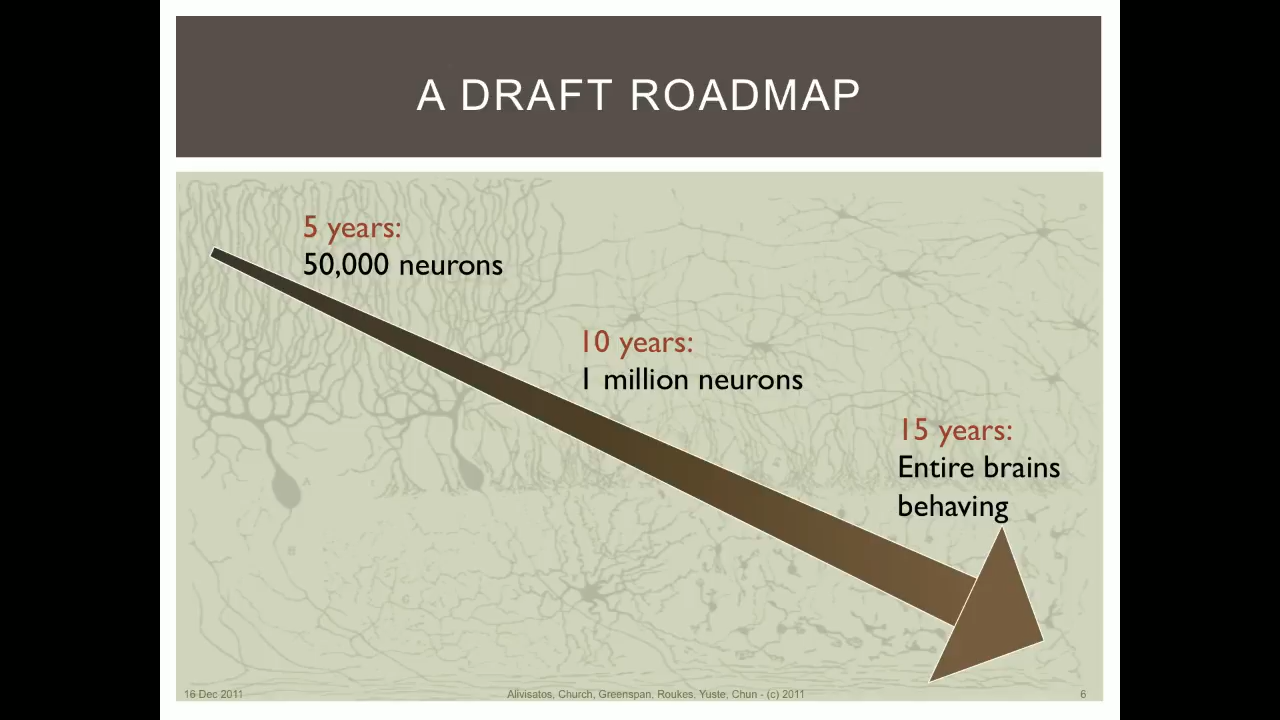 A DRAFT ROADMAP
5 years:
50,000 neurons
10 years:
1 million neurons
15 years:
Entire brains
behaving
16 Dec 2011
Alivisatos, Church, Greenspan, Roukes, Yuste, Chun - (c) 2011
6